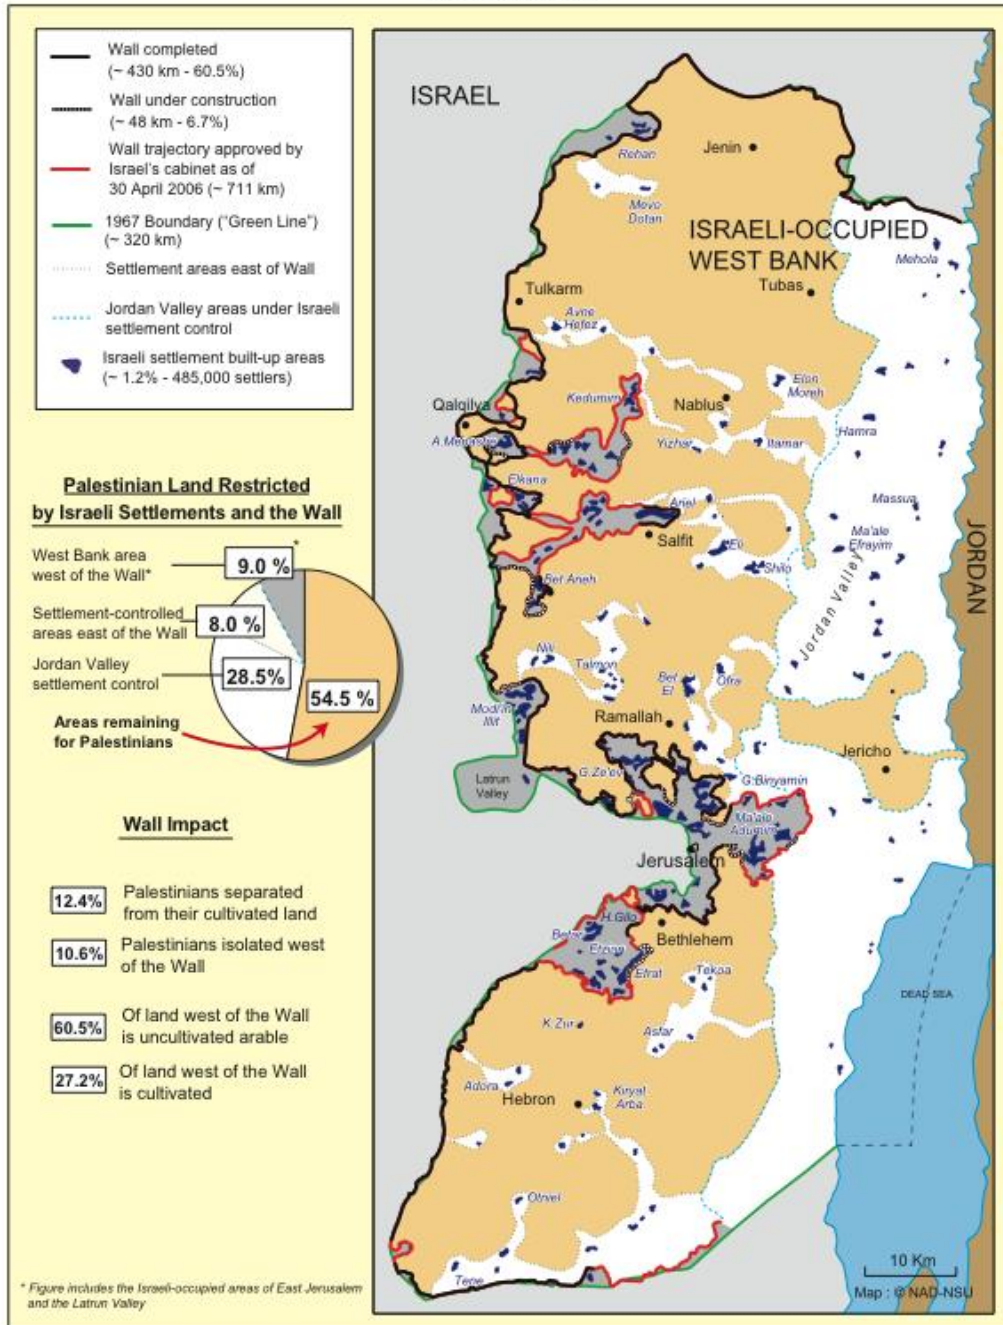 Wall completed
(~ 430 km - 60.5%)
Wall under construction
(~ 48 km - 6.7%)
Wall trajectory approved by
Israel's cabinet as of
30 April 2006 (~ 711 km)
1967 Boundary ("Green Line")
(~ 320 km)
Settlement areas east of Wall
Jordan Valley areas under Israeli
settlement control
Israeli settlement built-up areas
(~ 1.2% - 485,000 settlers)
Palestinian Land Restricted
by Israeli Settlements and the Wall
West Bank area
west of the Wall*
9.0 %
*
Settlement-controlled
areas east of the Wall
8.0 %
Jordan Valley
settlement control
28.5%
54.5 %
Areas remaining
for Palestinians
Wall Impact
12.4%
Palestinians separated
from their cultivated land
10.6%
Palestinians isolated west
of the Wall
60.5%
Of land west of the Wall
is uncultivated arable
27.2%
Of land west of the Wall
is cultivated
* Figure includes the Israeli-occupied areas of East Jerusalem
and the Latrun Valley
ISRAEL
Rehan
Jenin
Mevo
Dotan
ISRAELI-OCCUPIED
WEST BANK
Mehola
Tubas
Tulkarm
Avne
Hefez
Elon
Moreh
Kedumim
Nablus
Qalqilya
Hamra
A.Menashe
Yizhar
Itamar
Elkana
Massua
Ariel
Ma'ale
Efrayim
Salfit
Eli
Shilo
JORDAN
Bet Arieh
Jordan Valley
Nili
Talmon
Bet
El
Ofra
Modi'in
Illit
Ramallah
Jericho
G.Ze'ev
G.Binyamin
Latrun
Valley
Ma'ale
Adumim
Jerusalem
H.Gilo
Betar
Bethlehem
Etzion
Efrat
Tekoa
DEAD SEA
K.Zur
Asfar
Adora
Kiryat
Arba
Hebron
Otniel
Tene
10 Km
Map : © NAD-NSU